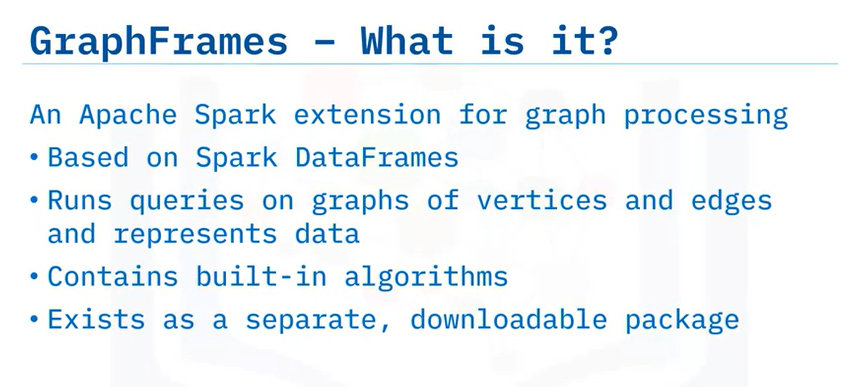 GraphFrames – What is it?
An Apache Spark extension for graph processing
• Based on Spark DataFrames
• Runs queries on graphs of vertices and edges
and represents data
• Contains built-in algorithms
• Exists as a separate, downloadable package